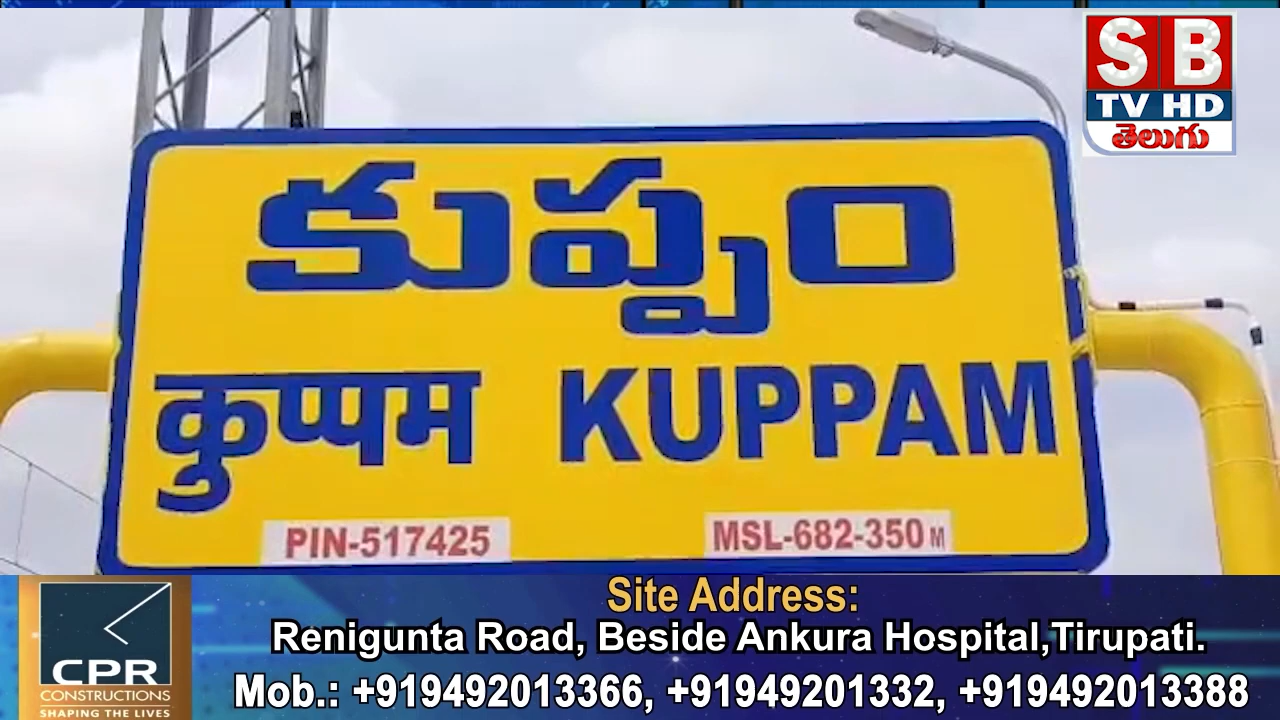 S B
TV HD
తెలుగు
కుప్పం
कुप्पम KUPPAM
PIN-517425 MSL-682-350 M
Site Address:
Renigunta Road, Beside Ankura Hospital,Tirupati.
Mob.: +919492013366, +91949201332, +919492013388
CPR
CONSTRUCTIONS
SHAPING THE LIVES